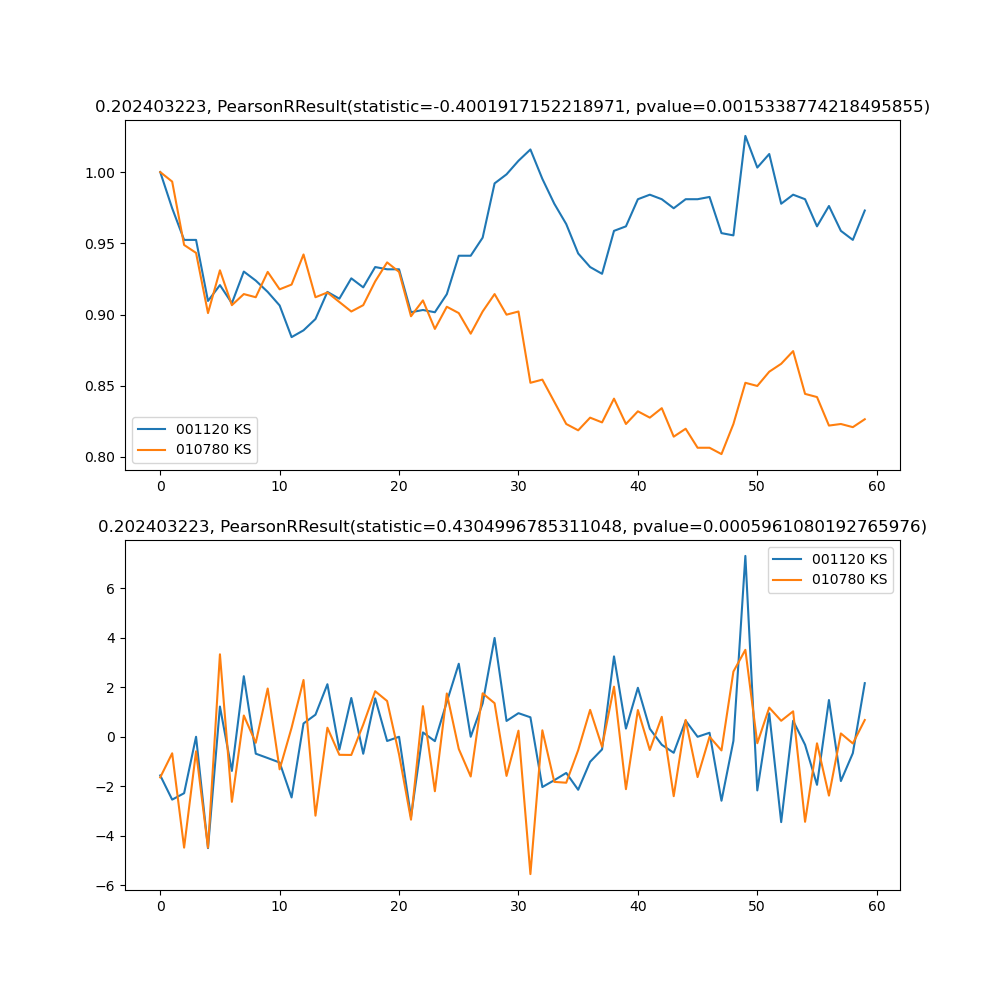 0.202403223, PearsonRResult(statistic=-0.4001917152218971, pvalue=0.0015338774218495855)
1.00
0.95
0.90
0.85
0.80
001120 KS
010780 KS
0 10 20 30 40 50 60
0.202403223, PearsonRResult(statistic=0.4304996785311048, pvalue=0.0005961080192765976)
001120 KS
010780 KS
6
4
2
0
−2
−4
−6
0 10 20 30 40 50 60